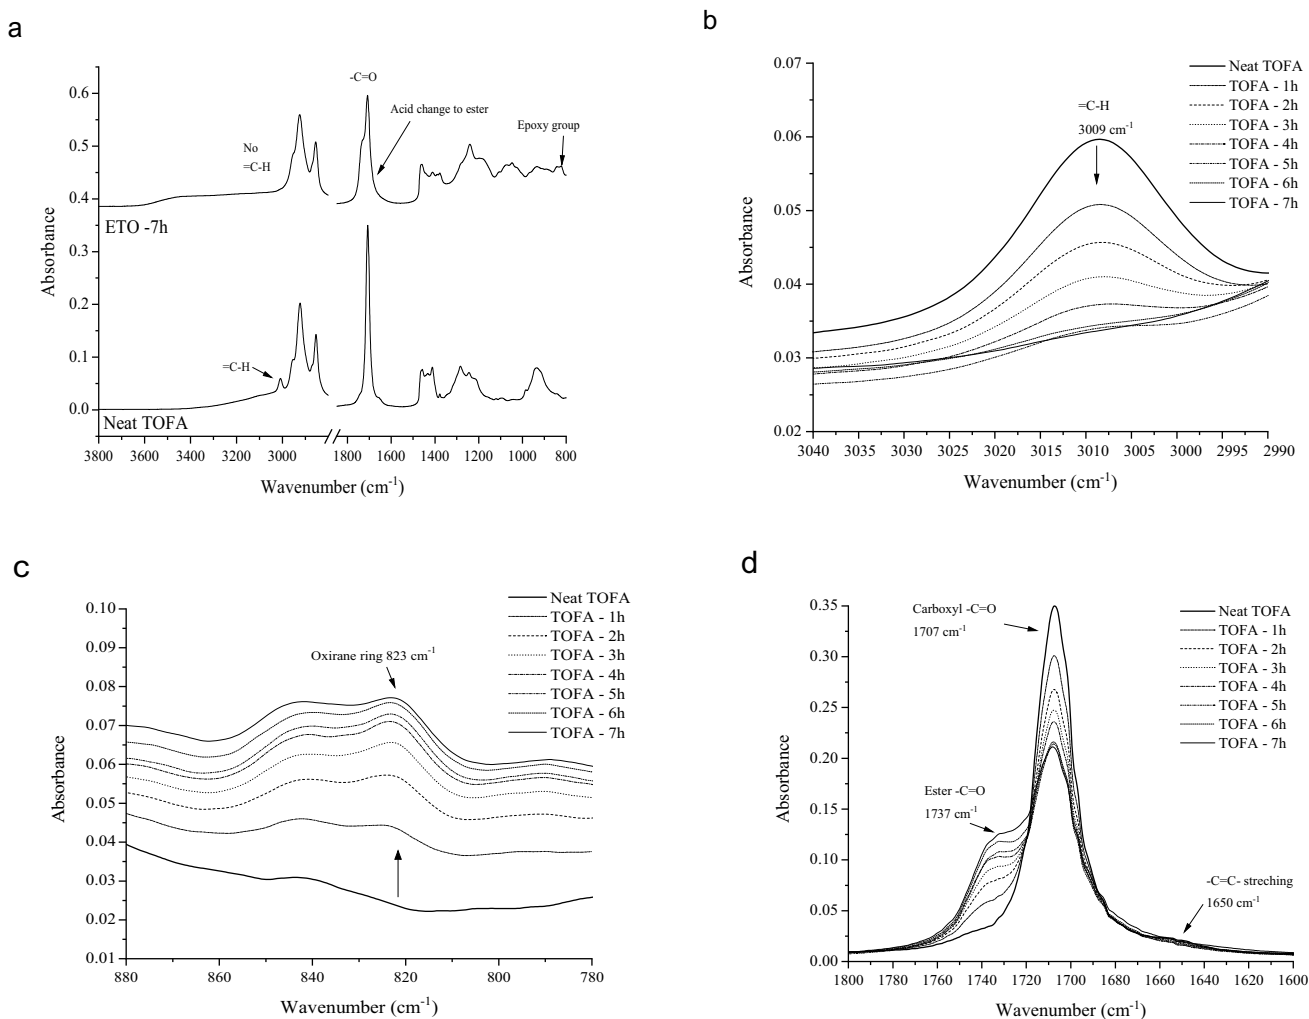 a
Absorbance
0.6
0.5
0.4
0.3
0.2
0.1
0.0
-C=O
Acid change to ester
Epoxy group
No
=C-H
ETO -7h
=C-H
Neat TOFA
3800 3600 3400 3200 3000 1800 1600 1400 1200 1000 800
Wavenumber (cm-1)
b
Absorbance
0.07
0.06
0.05
0.04
0.03
0.02
=C-H
3009 cm-1
Neat TOFA
TOFA - 1h
TOFA - 2h
TOFA - 3h
TOFA - 4h
TOFA - 5h
TOFA - 6h
TOFA - 7h
3040 3035 3030 3025 3020 3015 3010 3005 3000 2995 2990
Wavenumber (cm-1)
c
Absorbance
0.10
0.09
0.08
0.07
0.06
0.05
0.04
0.03
0.02
0.01
Oxirane ring 823 cm-1
Neat TOFA
TOFA - 1h
TOFA - 2h
TOFA - 3h
TOFA - 4h
TOFA - 5h
TOFA - 6h
TOFA - 7h
880 860 840 820 800 780
Wavenumber (cm-1)
d
Absorbance
0.35
0.30
0.25
0.20
0.15
0.10
0.05
0.00
Carboxyl -C=O
1707 cm-1
Ester -C=O
1737 cm-1
-C=C- streching
1650 cm-1
Neat TOFA
TOFA - 1h
TOFA - 2h
TOFA - 3h
TOFA - 4h
TOFA - 5h
TOFA - 6h
TOFA - 7h
1800 1780 1760 1740 1720 1700 1680 1660 1640 1620 1600
Wavenumber (cm-1)